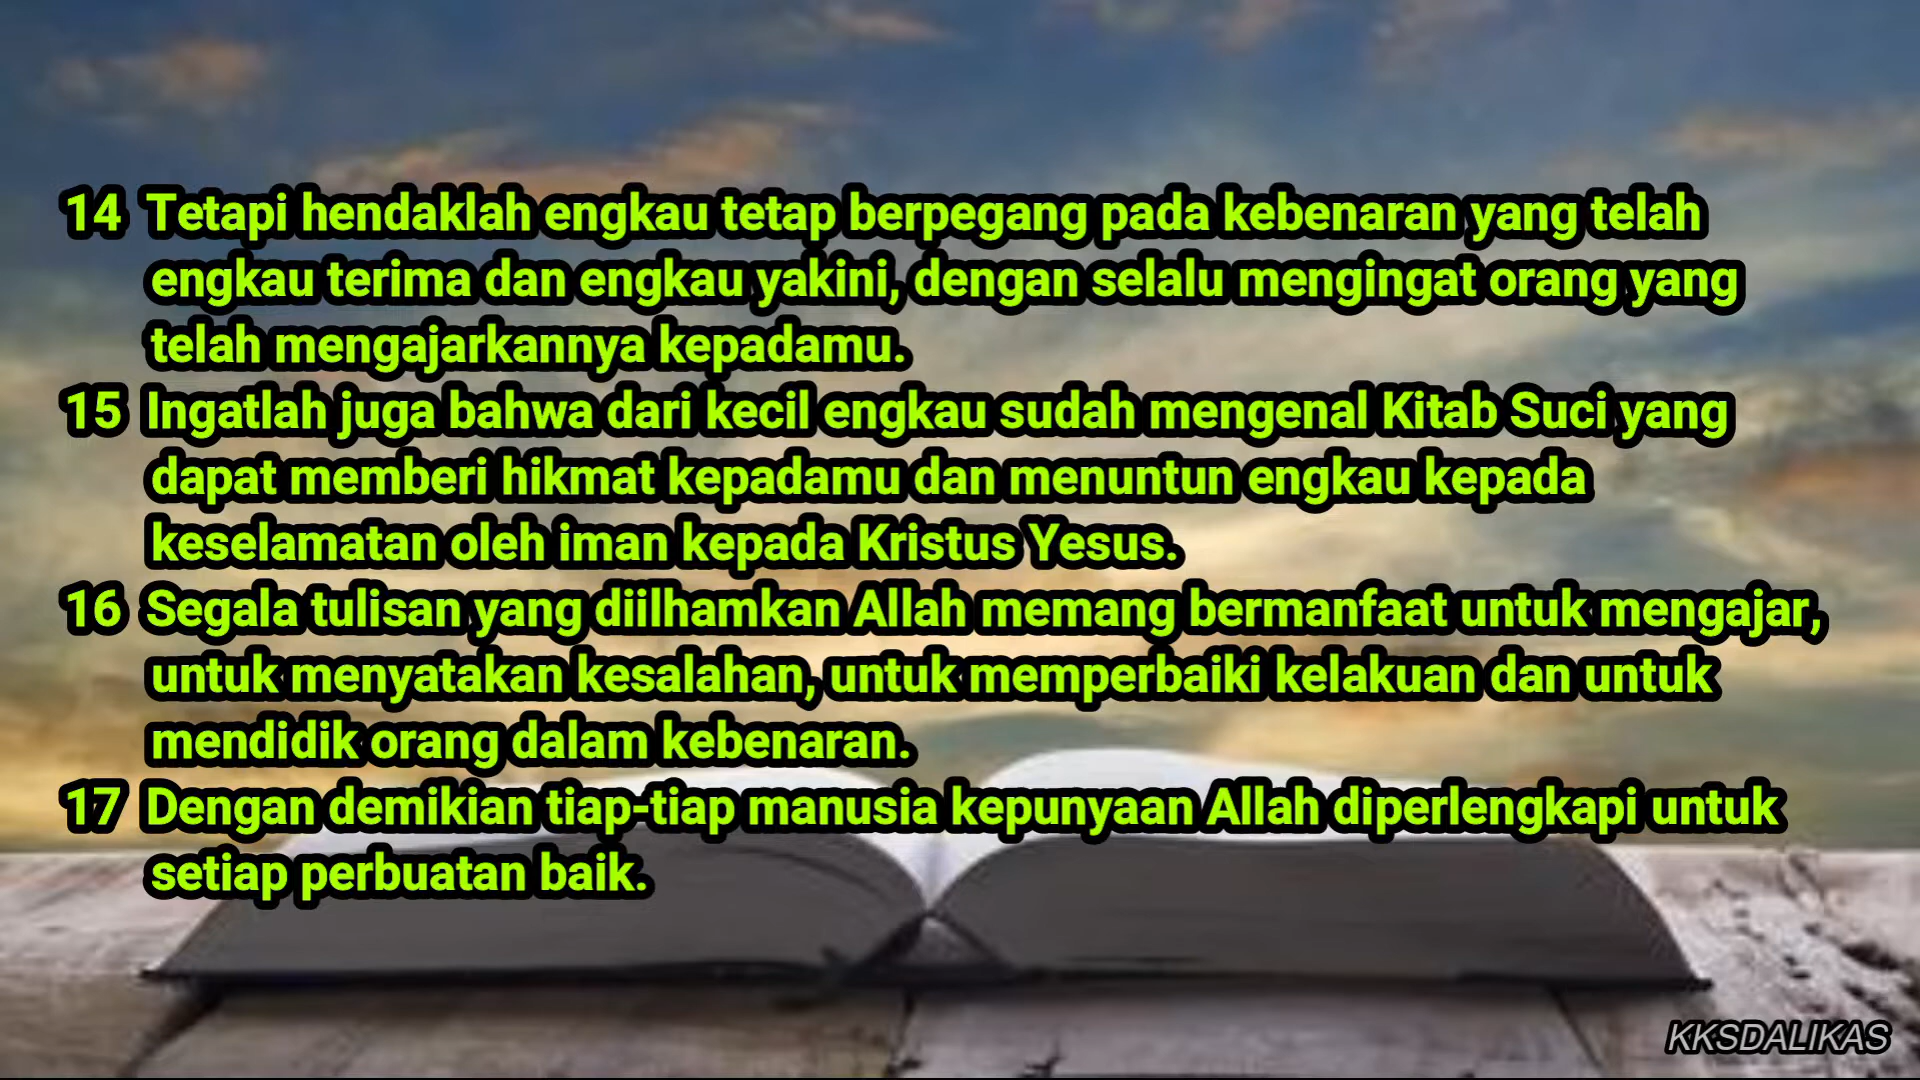 14 Tetapi hendaklah engkau tetap berpegang pada kebenaran yang telah
engkau terima dan engkau yakini, dengan selalu mengingat orang yang
telah mengajarkannya kepadamu.
15 Ingatlah juga bahwa dari kecil engkau sudah mengenal Kitab Suci yang
dapat memberi hikmat kepadamu dan menuntun engkau kepada
keselamatan oleh iman kepada Kristus Yesus.
16 Segala tulisan yang diilhamkan Allah memang bermanfaat untuk mengajar,
untuk menyatakan kesalahan, untuk memperbaiki kelakuan dan untuk
mendidik orang dalam kebenaran.
17 Dengan demikian tiap-tiap manusia kepunyaan Allah diperlengkapi untuk
setiap perbuatan baik.
KKSDALIKAS